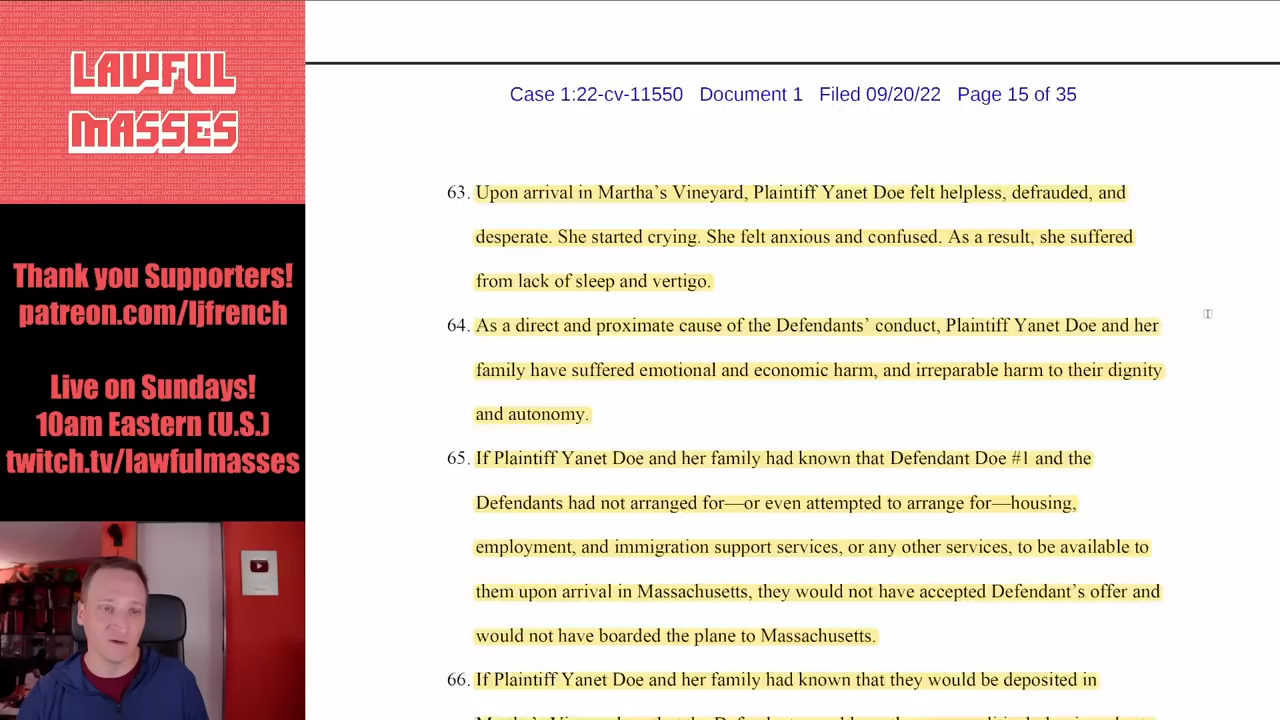 LAWFUL
MASSES
Thank you Supporters!
patreon.com/ljfrench
Live on Sundays!
10am Eastern (U.S.)
twitch.tv/lawfulmasses
Case 1:22-cv-11550 Document 1 Filed 09/20/22 Page 15 of 35
63. Upon arrival in Martha's Vineyard, Plaintiff Yanet Doe felt helpless, defrauded, and
desperate. She started crying. She felt anxious and confused. As a result, she suffered
from lack of sleep and vertigo.
64. As a direct and proximate cause of the Defendants' conduct, Plaintiff Yanet Doe and her
family have suffered emotional and economic harm, and irreparable harm to their dignity
and autonomy.
65. If Plaintiff Yanet Doe and her family had known that Defendant Doe #1 and the
Defendants had not arranged for—or even attempted to arrange for—housing,
employment, and immigration support services, or any other services, to be available to
them upon arrival in Massachusetts, they would not have accepted Defendant's offer and
would not have boarded the plane to Massachusetts.
66. If Plaintiff Yanet Doe and her family had known that they would be deposited in